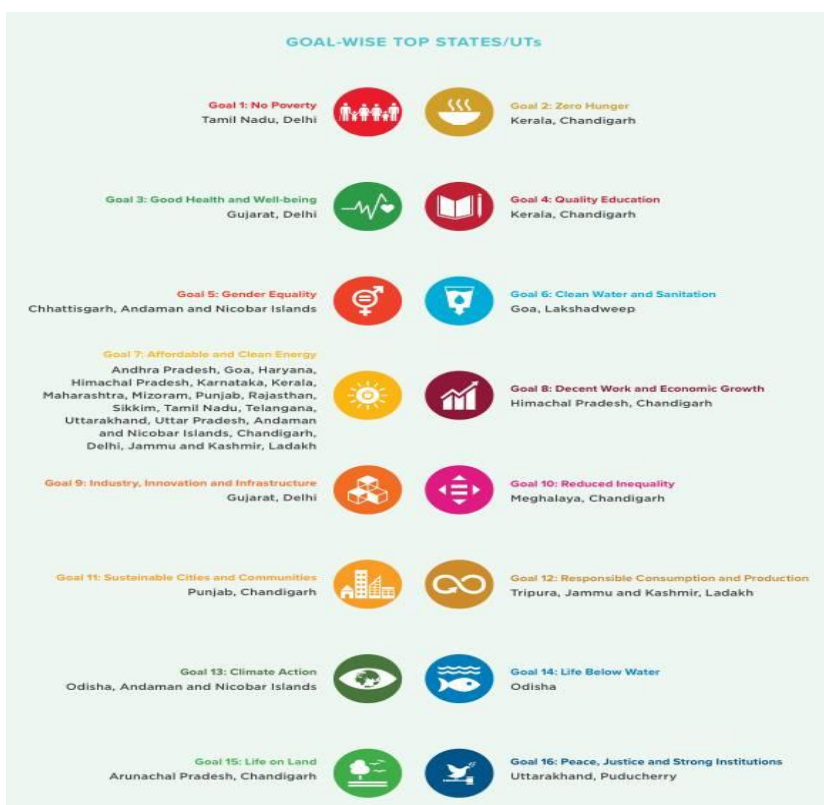 GOAL-WISE TOP STATES/UTs
Goal 1: No Poverty
Tamil Nadu, Delhi
Goal 2: Zero Hunger
Kerala, Chandigarh
Goal 3: Good Health and Well-being
Gujarat, Delhi
Goal 4: Quality Education
Kerala, Chandigarh
Goal 5: Gender Equality
Chhattisgarh, Andaman and Nicobar Islands
Goal 6: Clean Water and Sanitation
Goa, Lakshadweep
Goal 7: Affordable and Clean Energy
Andhra Pradesh, Goa, Haryana,
Himachal Pradesh, Karnataka, Kerala,
Maharashtra, Mizoram, Punjab, Rajasthan,
Sikkim, Tamil Nadu, Telangana,
Uttarakhand, Uttar Pradesh, Andaman
and Nicobar Islands, Chandigarh,
Delhi, Jammu and Kashmir, Ladakh
Goal 8: Decent Work and Economic Growth
Himachal Pradesh, Chandigarh
Goal 9: Industry, Innovation and Infrastructure
Gujarat, Delhi
Goal 10: Reduced Inequality
Meghalaya, Chandigarh
Goal 11: Sustainable Cities and Communities
Punjab, Chandigarh
Goal 12: Responsible Consumption and Production
Tripura, Jammu and Kashmir, Ladakh
Goal 13: Climate Action
Odisha, Andaman and Nicobar Islands
Goal 14: Life Below Water
Odisha
Goal 15: Life on Land
Arunachal Pradesh, Chandigarh
Goal 16: Peace, Justice and Strong Institutions
Uttarakhand, Puducherry